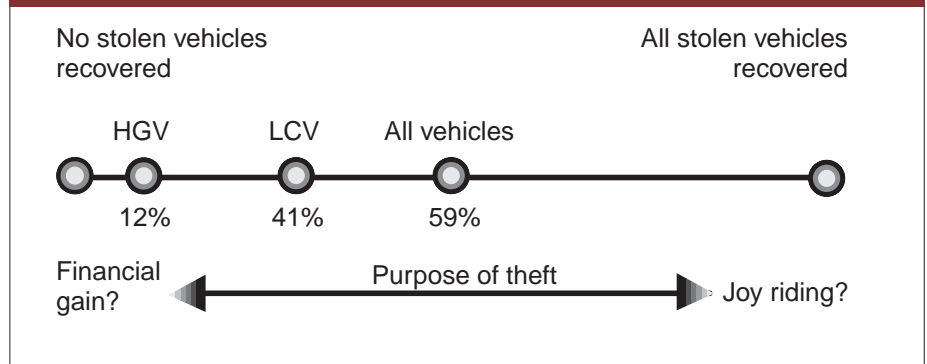 No stolen vehicles
recovered
All stolen vehicles
recovered
HGV
LCV
All vehicles
12%
41%
59%
Financial
gain?
Purpose of theft
Joy riding?